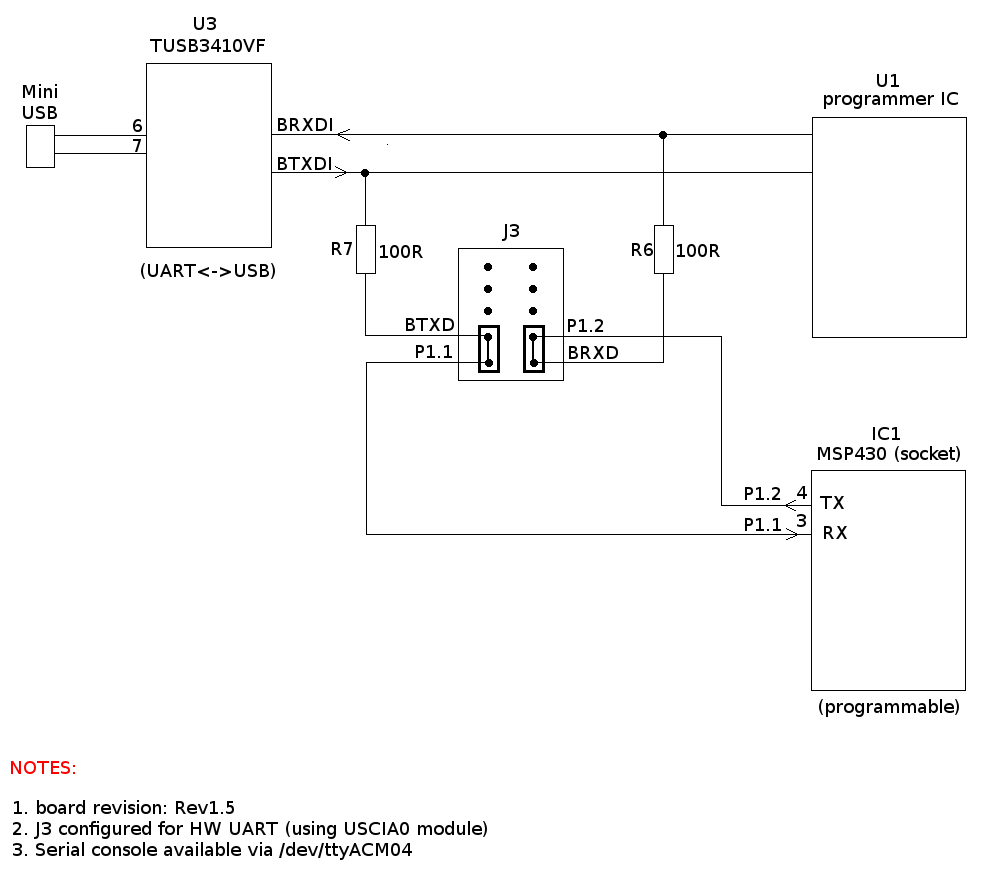 U3
TUSB3410VF
Mini
USB
6
7
BRXDI
BTXDI
(UART<->USB)
U1
programmer IC
R7
100R
J3
R6
100R
BTXD
P1.1
P1.2
BRXD
IC1
MSP430 (socket)
P1.2
4
TX
P1.1
3
RX
(programmable)
NOTES:
1. board revision: Rev1.5
2. J3 configured for HW UART (using USCIA0 module)
3. Serial console available via /dev/ttyACM04